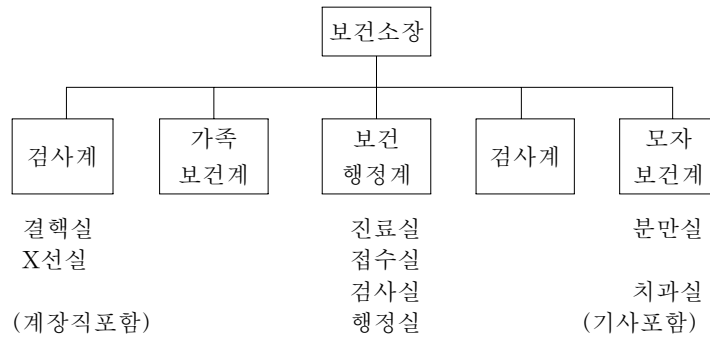 보건소장
검사계
가족
보건계
보건
행정계
검사계
모자
보건계
결핵실
X선실
(계장직포함)
진료실
접수실
검사실
행정실
분만실
치과실
(기사포함)